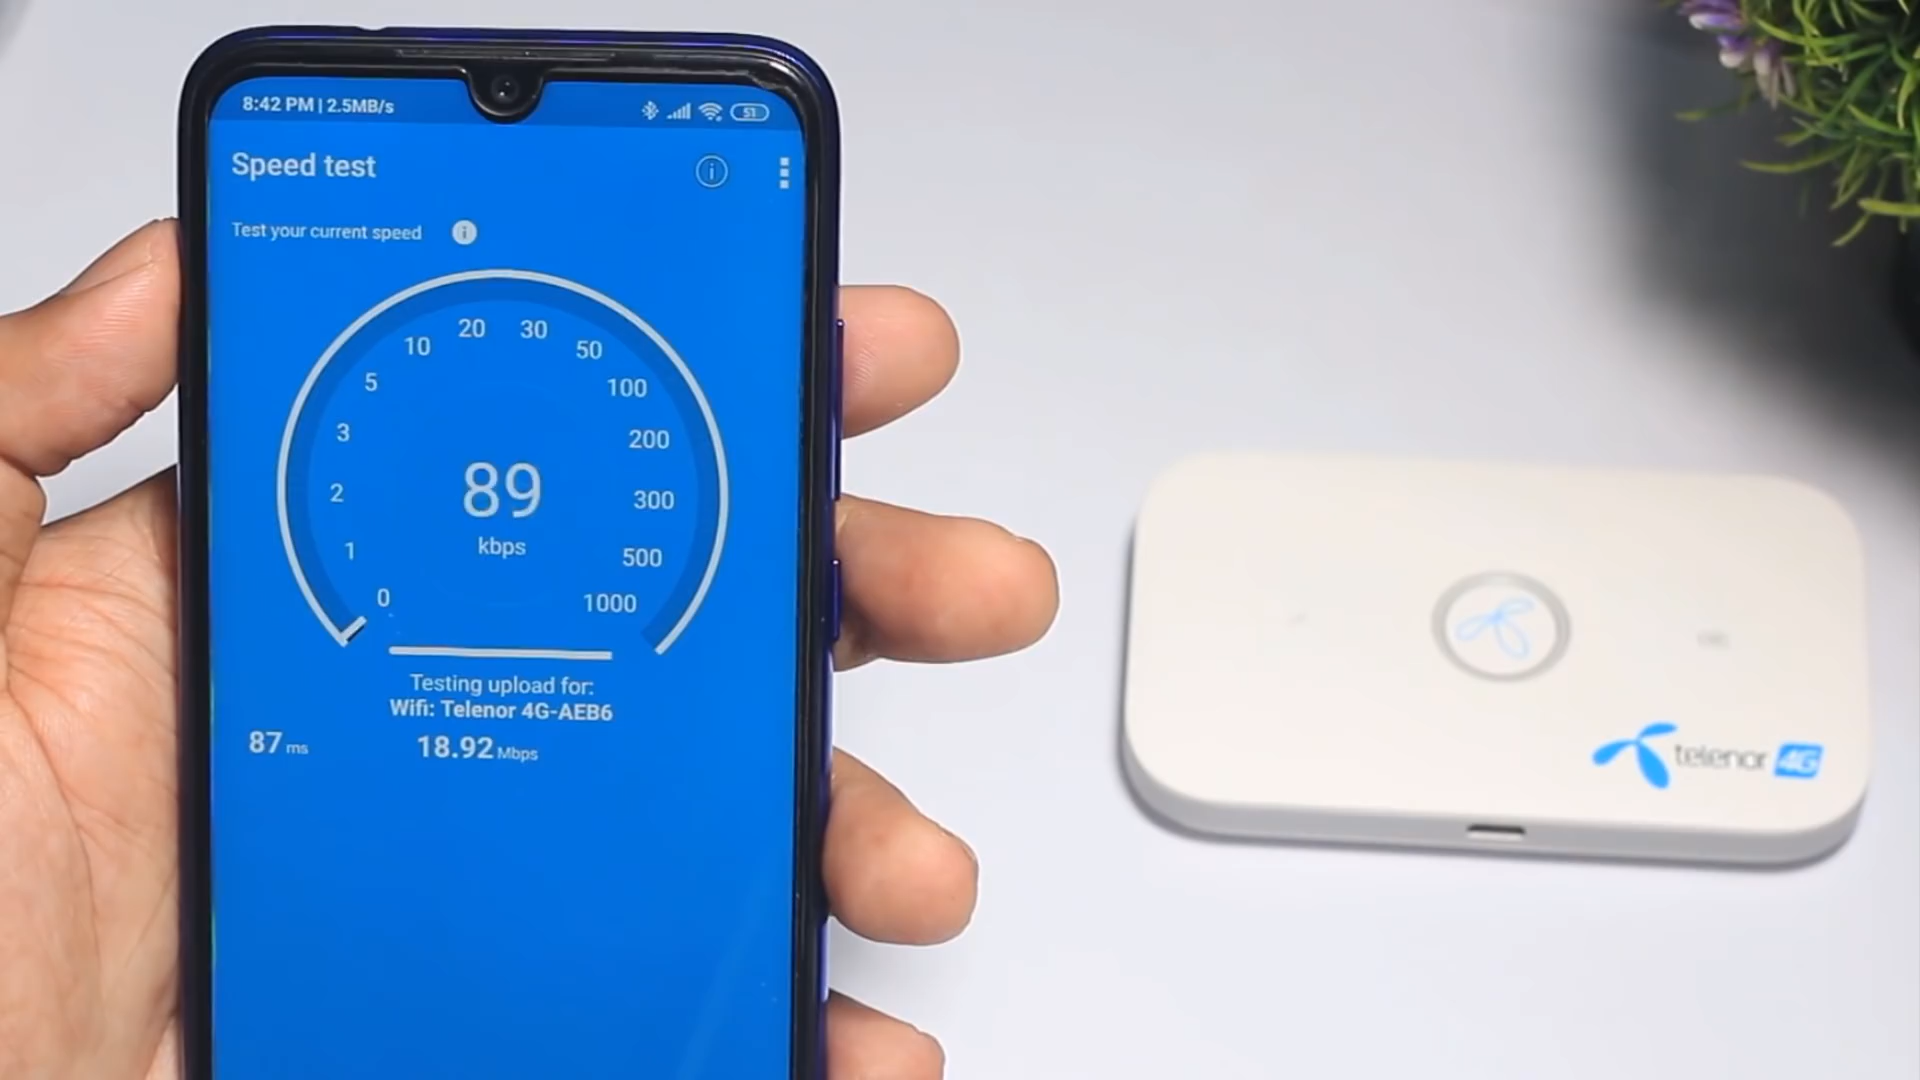 8:42 PM | 2.5MB/s
51
Speed test
Test your current speed
20 30
10 50
5 100
3 200
2 300
1 500
0 1000
89
kbps
Testing upload for:
Wifi: Telenor 4G-AEB6
87 ms 18.92 Mbps
telenor 4G